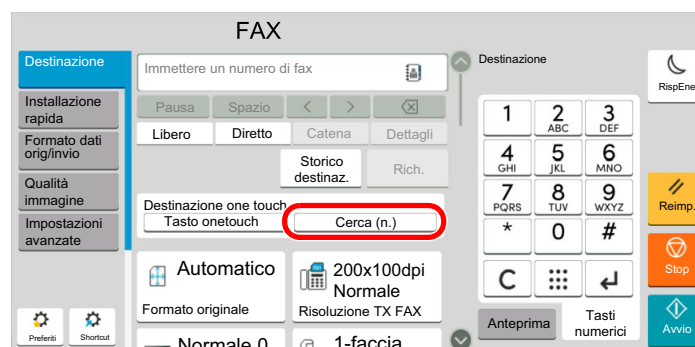 FAX
Destinazione
Installazione
rapida
Formato dati
orig/invio
Qualità
immagine
Impostazioni
avanzate
Preferiti
Shortcut
Immettere un numero di fax
Pausa
Spazio
<
>
Libero
Diretto
Catena
Dettagli
Storico
destinaz.
Rich.
Destinazione one touch
Tasto onetouch
Cerca (n.)
Automatico
Formato originale
200x100dpi
Normale
Risoluzione TX FAX
Normale 0
1-faccia
Destinazione
1
2
ABC
3
DEF
4
GHI
5
JKL
6
MNO
7
PQRS
8
TUV
9
WXYZ
*
0
#
C
Anteprima
Tasti
numerici
RispEne
Reimp.
Stop
Avvio